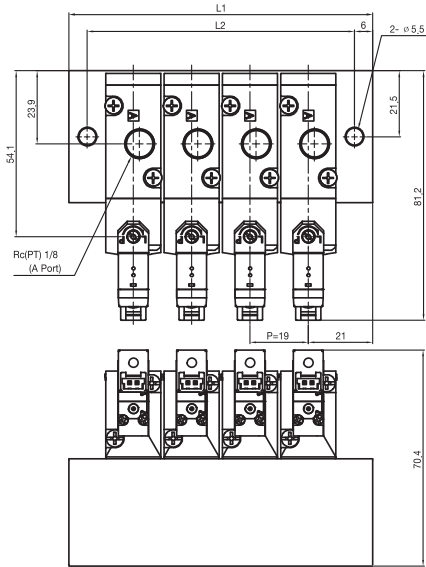 L1
L2
6
2- ø 5.5
23.9
54.1
A
A
A
A
21.5
81.2
Rc(PT) 1/8
(A Port)
P=19
21
70.4